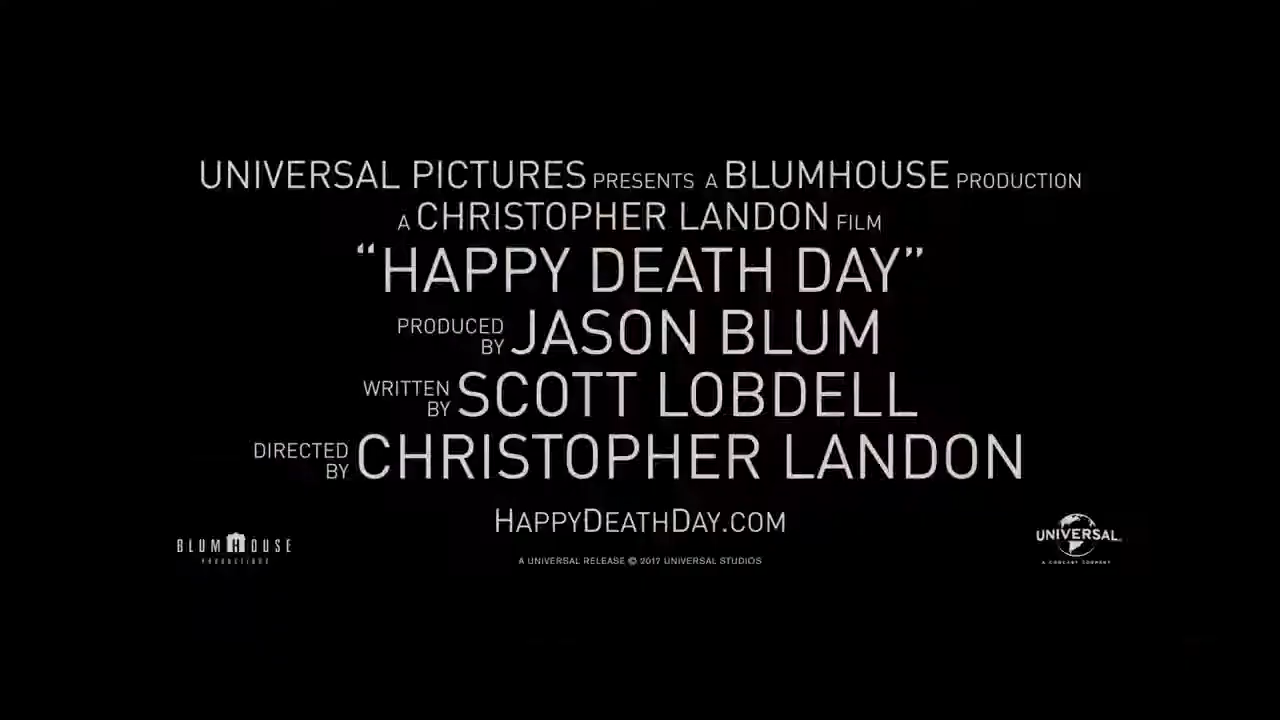 UNIVERSAL PICTURES PRESENTS A BLUMHOUSE PRODUCTION
A CHRISTOPHER LANDON FILM
“HAPPY DEATH DAY”
PRODUCED BY JASON BLUM
WRITTEN BY SCOTT LOBDELL
DIRECTED BY CHRISTOPHER LANDON
HAPPYDEATHDAY.COM
BLUMHOUSE
PRODUCTIONS
A UNIVERSAL RELEASE © 2017 UNIVERSAL STUDIOS
UNIVERSAL
A COMCAST COMPANY